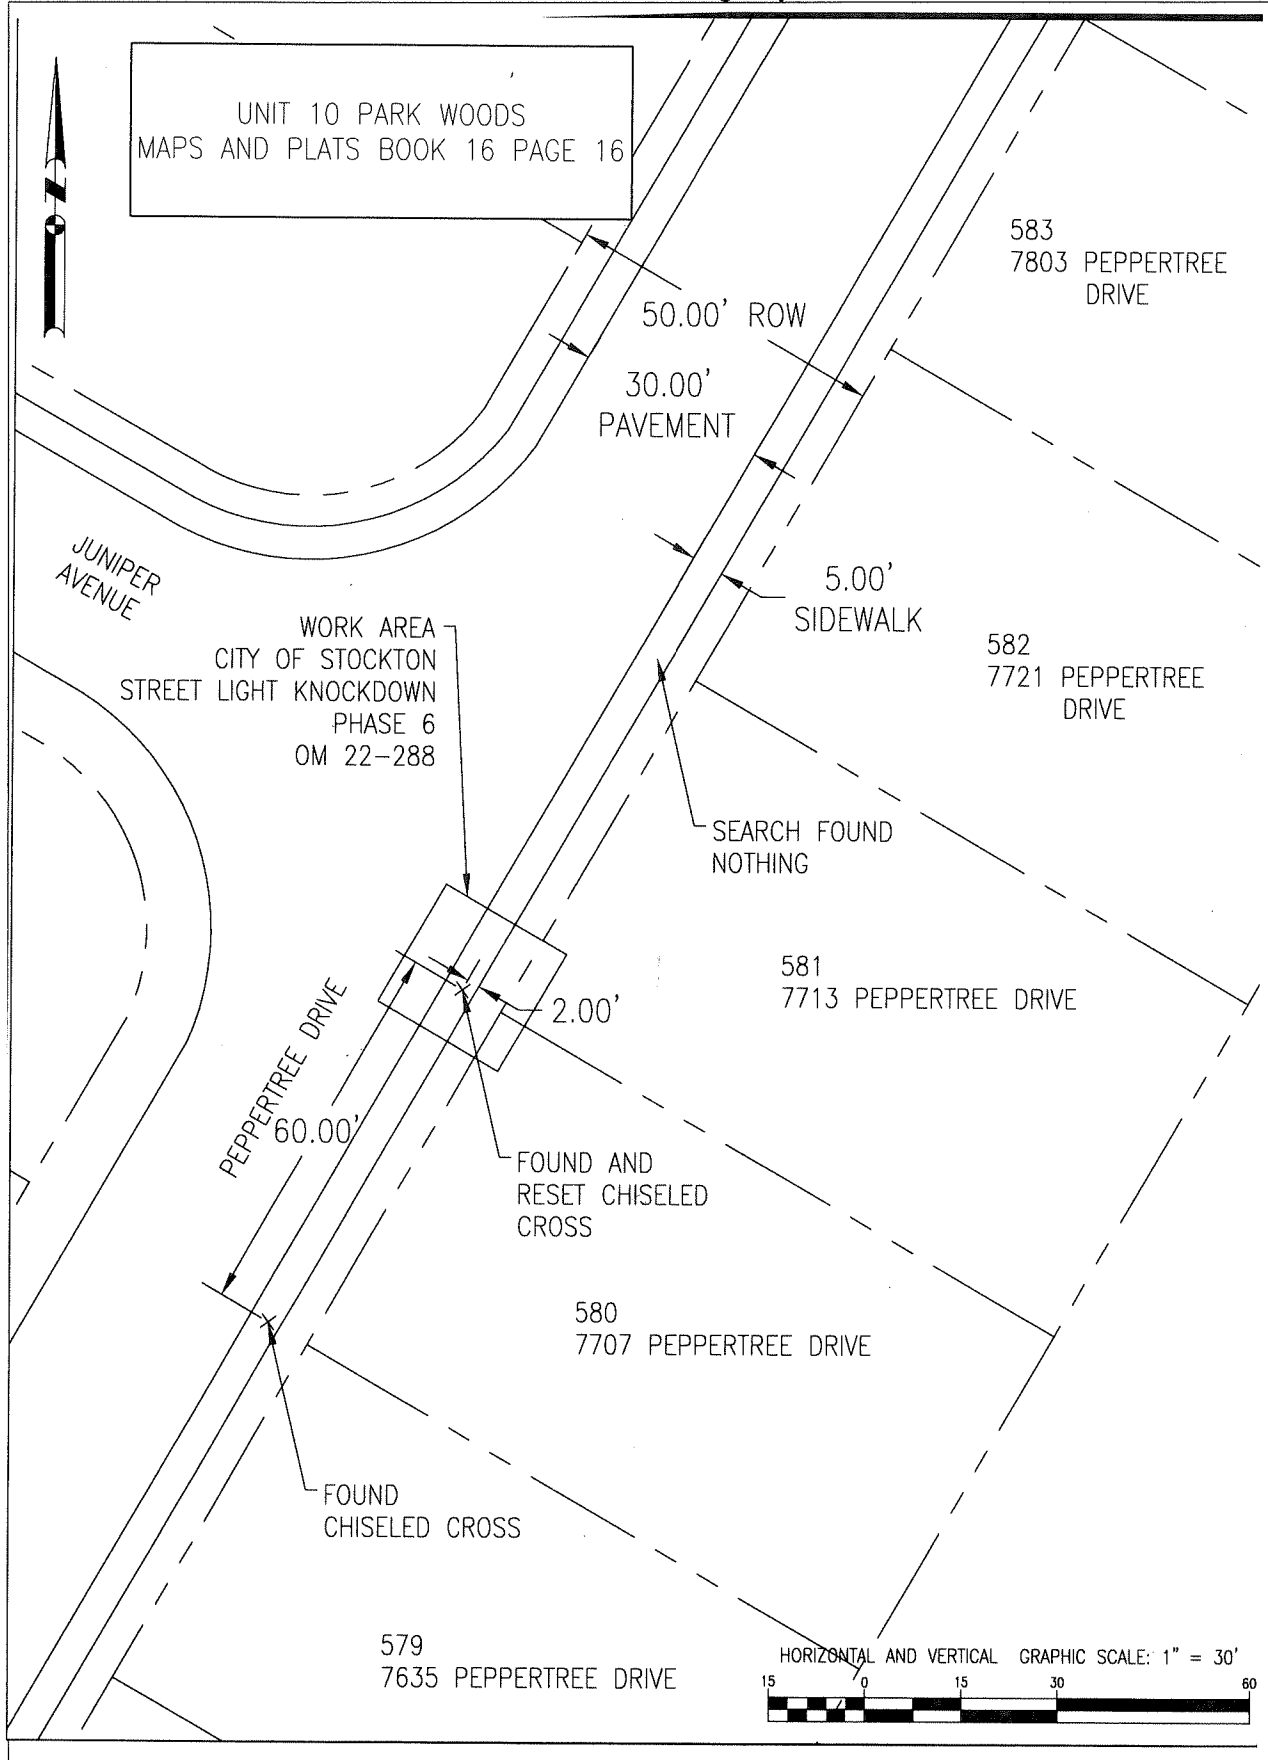 UNIT 10 PARK WOODS
MAPS AND PLATS BOOK 16 PAGE 16
N
583
7803 PEPPERTREE
DRIVE
50.00' ROW
30.00'
PAVEMENT
JUNIPER
AVENUE
5.00'
SIDEWALK
WORK AREA
CITY OF STOCKTON
STREET LIGHT KNOCKDOWN
PHASE 6
OM 22-288
582
7721 PEPPERTREE
DRIVE
SEARCH FOUND
NOTHING
581
7713 PEPPERTREE DRIVE
2.00'
PEPPERTREE DRIVE
60.00'
FOUND AND
RESET CHISELED
CROSS
580
7707 PEPPERTREE DRIVE
FOUND
CHISELED CROSS
579
7635 PEPPERTREE DRIVE
HORIZONTAL AND VERTICAL GRAPHIC SCALE: 1" = 30'
15 0 15 30 60